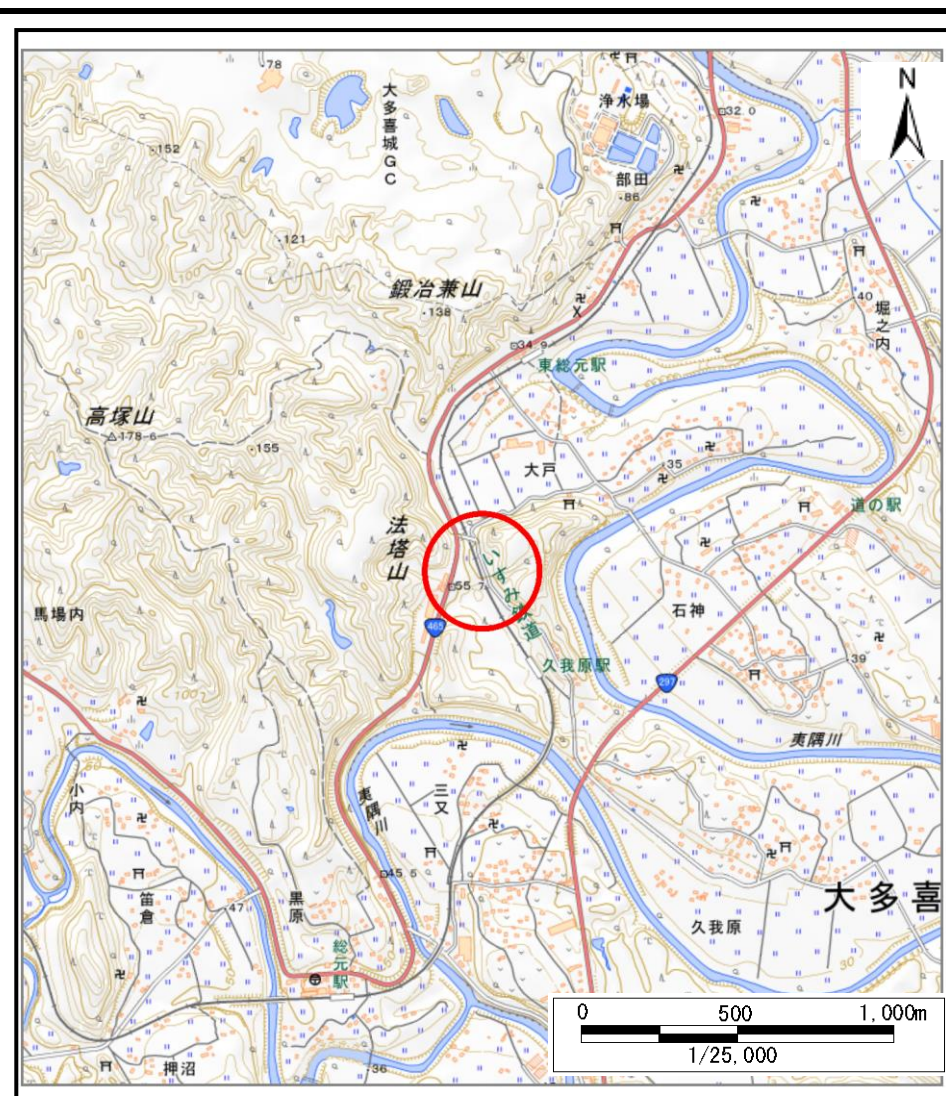 78
大多喜城GC
浄水場
32.0
N
152
部田
86
121
鍛冶兼山
138
40
堀之内
34.9
東総元駅
高塚山
178.6
155
大戸
35
道の駅
法塔山
いすみ鉄道
55.7
石神
馬場内
465
久我原駅
39
297
100
夷隅川
小内
50
三又
夷隅川
45.5
笛倉
47
黒原
大多喜
久我原
総元駅
50
30
押沼
36
0 500 1,000m
1/25,000